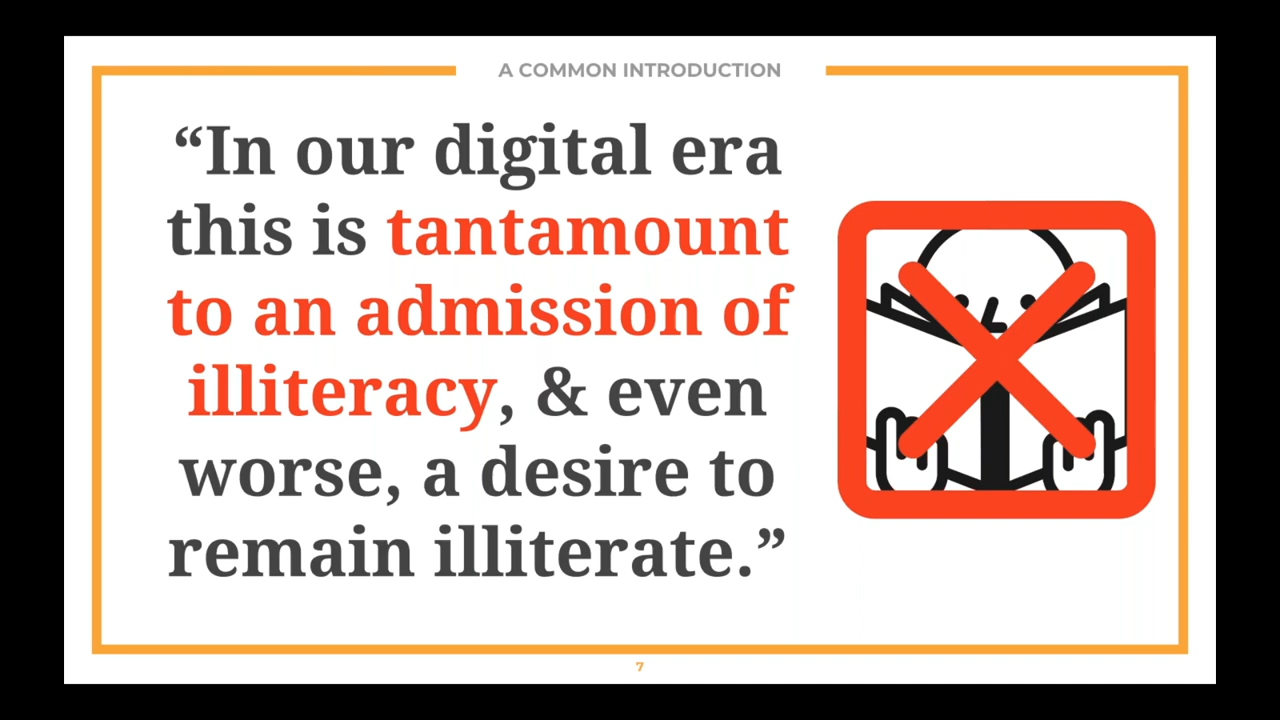 A COMMON INTRODUCTION
“In our digital era
this is tantamount
to an admission of
illiteracy, & even
worse, a desire to
remain illiterate.”
7